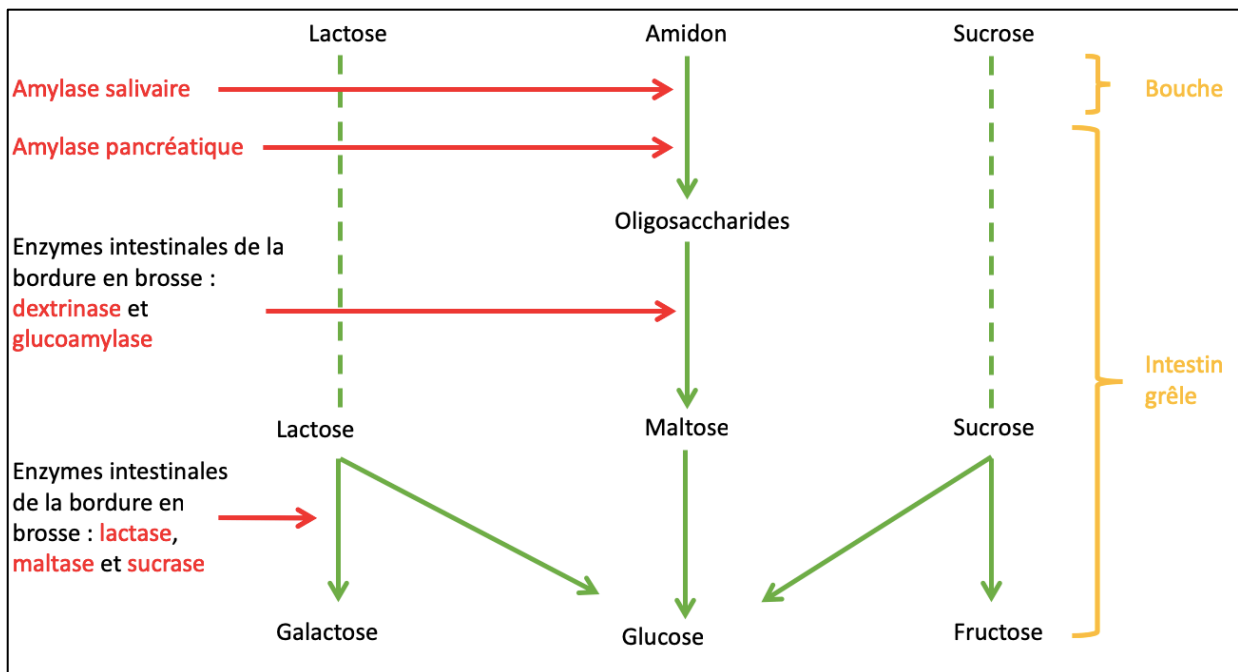 Lactose
Amidon
Sucrose
Amylase salivaire
Bouche
Amylase pancréatique
Oligosaccharides
Enzymes intestinales de la
bordure en brosse :
dextrinase et
glucoamylase
Intestin
grêle
Lactose
Maltose
Sucrose
Enzymes intestinales
de la bordure en
brosse : lactase,
maltase et sucrase
Galactose
Glucose
Fructose